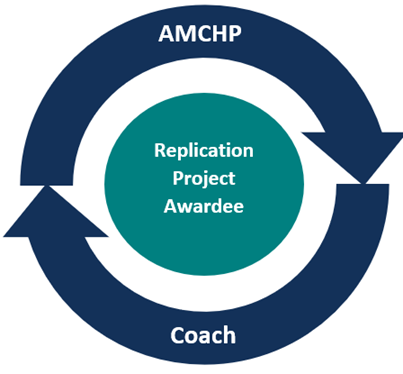 AMCHP
Replication
Project
Awardee
Coach